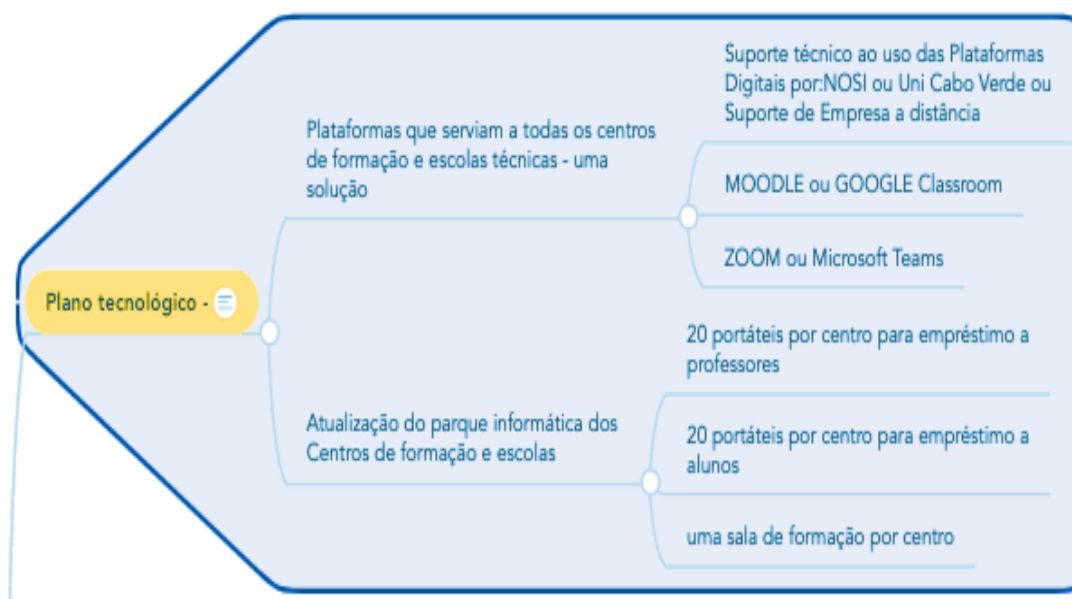 Plano tecnológico -
Plataformas que serviam a todas os centros
de formação e escolas técnicas - uma
solução
Suporte técnico ao uso das Plataformas
Digitais por:NOSI ou Uni Cabo Verde ou
Suporte de Empresa a distância
MOODLE ou GOOGLE Classroom
ZOOM ou Microsoft Teams
Atualização do parque informática dos
Centros de formação e escolas
20 portáteis por centro para empréstimo a
professores
20 portáteis por centro para empréstimo a
alunos
uma sala de formação por centro